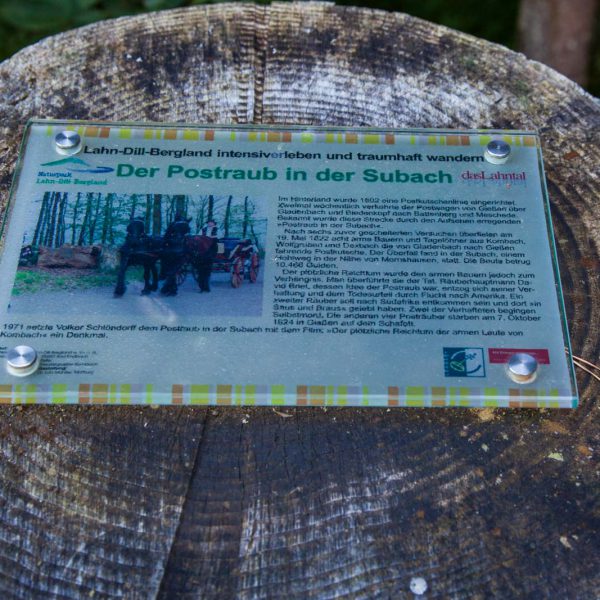 Lahn-Dill-Bergland intensiverleben und traumhaft wandern
Naturpark
Lahn-Dill-Bergland
Der Postraub in der Subach
dasLahntal
Im Hinterland wurde 1802 eine Postkutschenlinie eingerichtet.
Zweimal wöchentlich verkehrte der Postwagen von Gießen über
Gladenbach und Biedenkopf nach Battenberg und Meschede.
Bekannt wurde diese Strecke durch den Aufsehen erregenden
»Postraub in der Subach«.
Nach sechs zuvor gescheiterten Versuchen überfielen am
19. Mai 1822 acht arme Bauern und Tagelöhner aus Kombach,
Wolfgruben und Dexbach die von Gladenbach nach Gießen
fahrende Postkutsche. Der Überfall fand in der Subach, einem
Hohlweg in der Nähe von Mornshausen, statt. Die Beute betrug
10.466 Gulden.
Der plötzliche Reichtum wurde den armen Bauern jedoch zum
Verhängnis. Man überführte sie der Tat. Räuberhauptmann Da-
vid Briel, dessen Idee der Postraub war, entzog sich seiner Ver-
haftung und dem Todesurteil durch Flucht nach Amerika. Ein
zweiter Räuber soll nach Südafrika entkommen sein und dort »in
Saus und Braus« gelebt haben. Zwei der Verhafteten begingen
Selbstmord. Die anderen vier Posträuber starben am 7. Oktober
1824 in Gießen auf dem Schafott.
1971 setzte Volker Schlöndorff dem Postraub in der Subach mit dem Film: »Der plötzliche Reichtum der armen Leute von
Kombach« ein Denkmal.